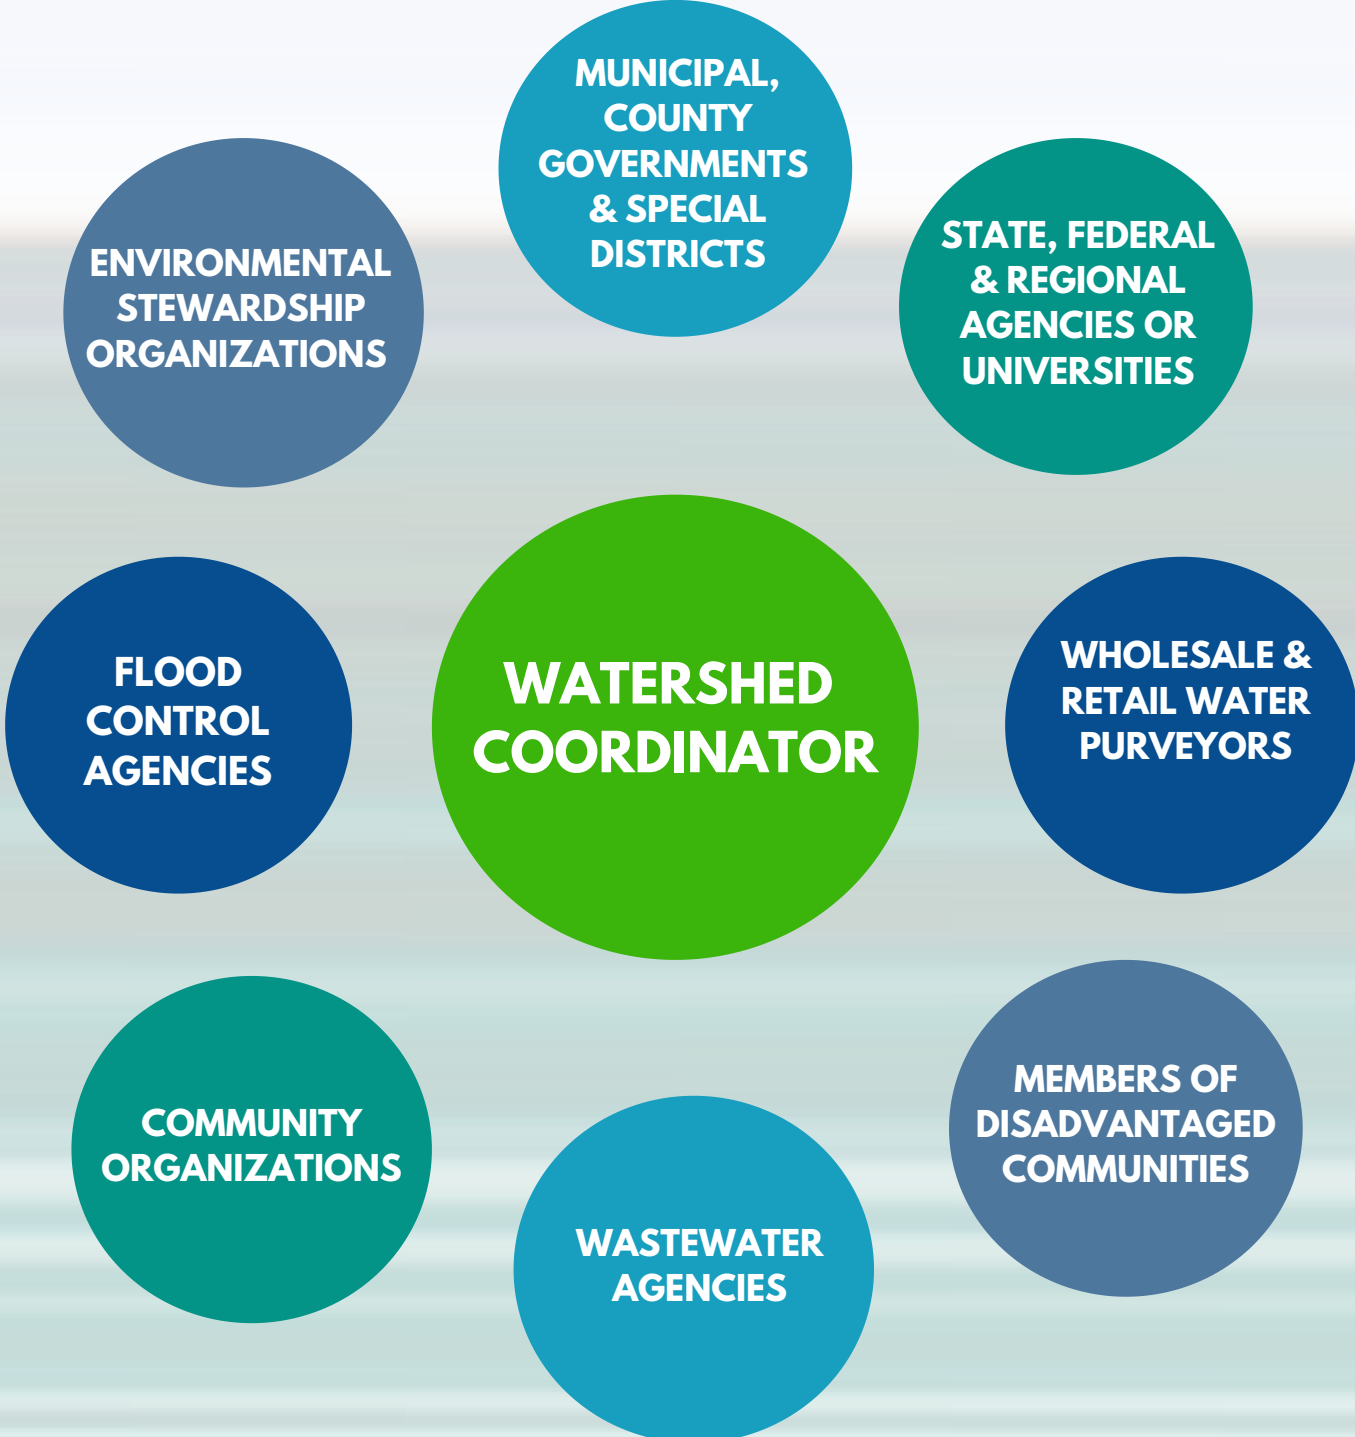 MUNICIPAL,
COUNTY
GOVERNMENTS
& SPECIAL
DISTRICTS
STATE, FEDERAL
& REGIONAL
AGENCIES OR
UNIVERSITIES
ENVIRONMENTAL
STEWARDSHIP
ORGANIZATIONS
WATERSHED
COORDINATOR
FLOOD
CONTROL
AGENCIES
WHOLESALE &
RETAIL WATER
PURVEYORS
COMMUNITY
ORGANIZATIONS
MEMBERS OF
DISADVANTAGED
COMMUNITIES
WASTEWATER
AGENCIES